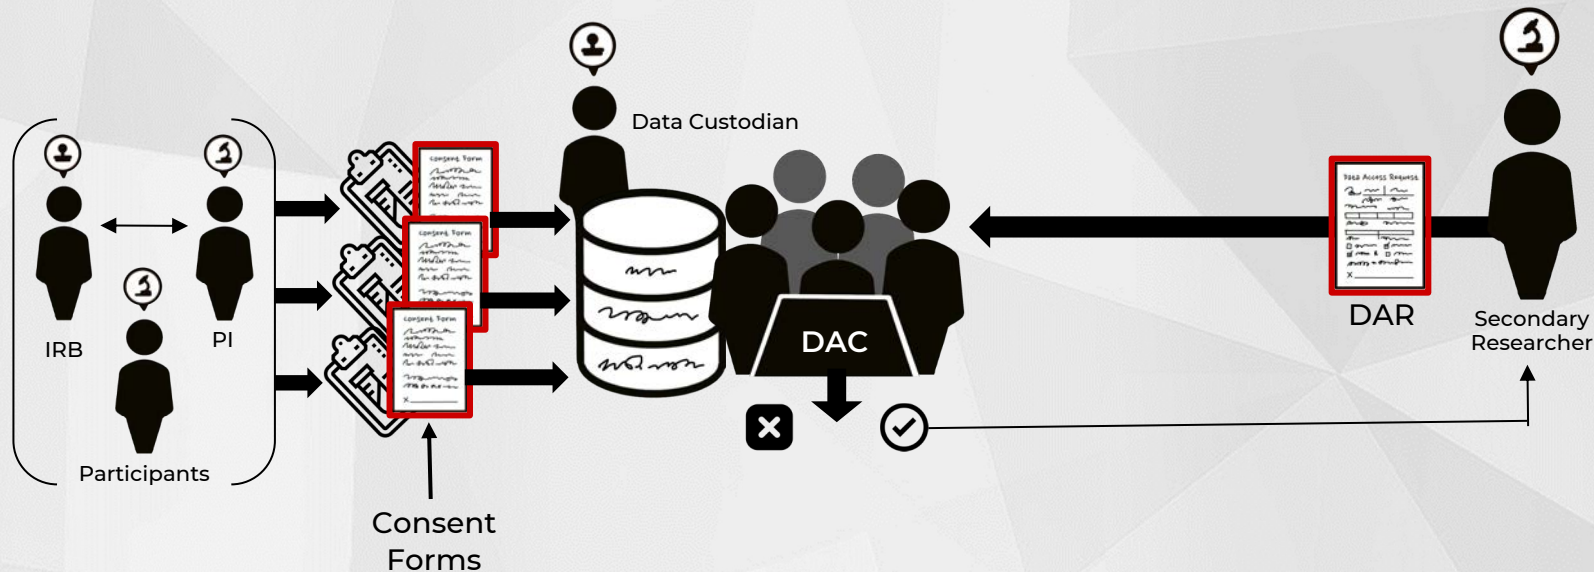 IRB
PI
Participants
Consent Form
Consent Form
Consent Form
X
Consent
Forms
Data Custodian
DAC
Data Access Request
X
DAR
Secondary
Researcher